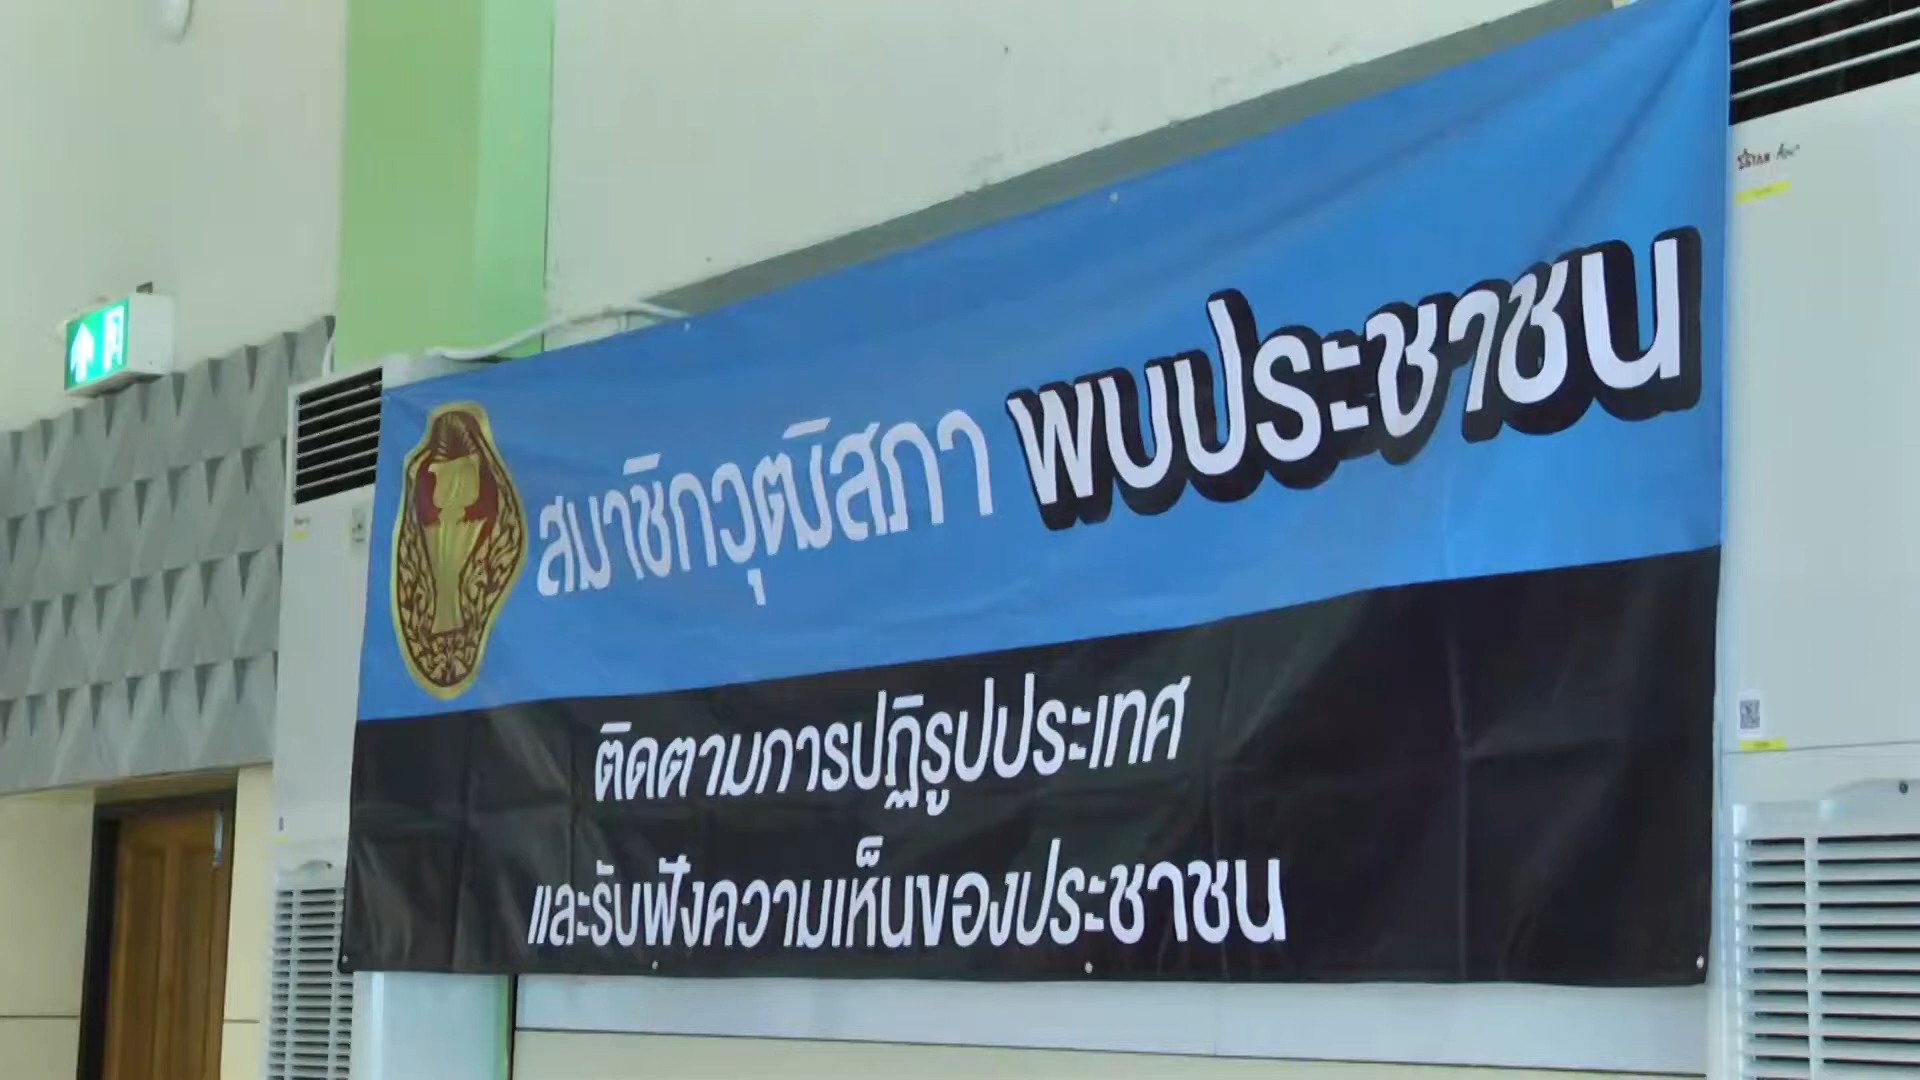 สมาชิกวุฒิสภา พบประชาชน
ติดตามการปฏิรูปประเทศ
และรับฟังความเห็นของประชาชน